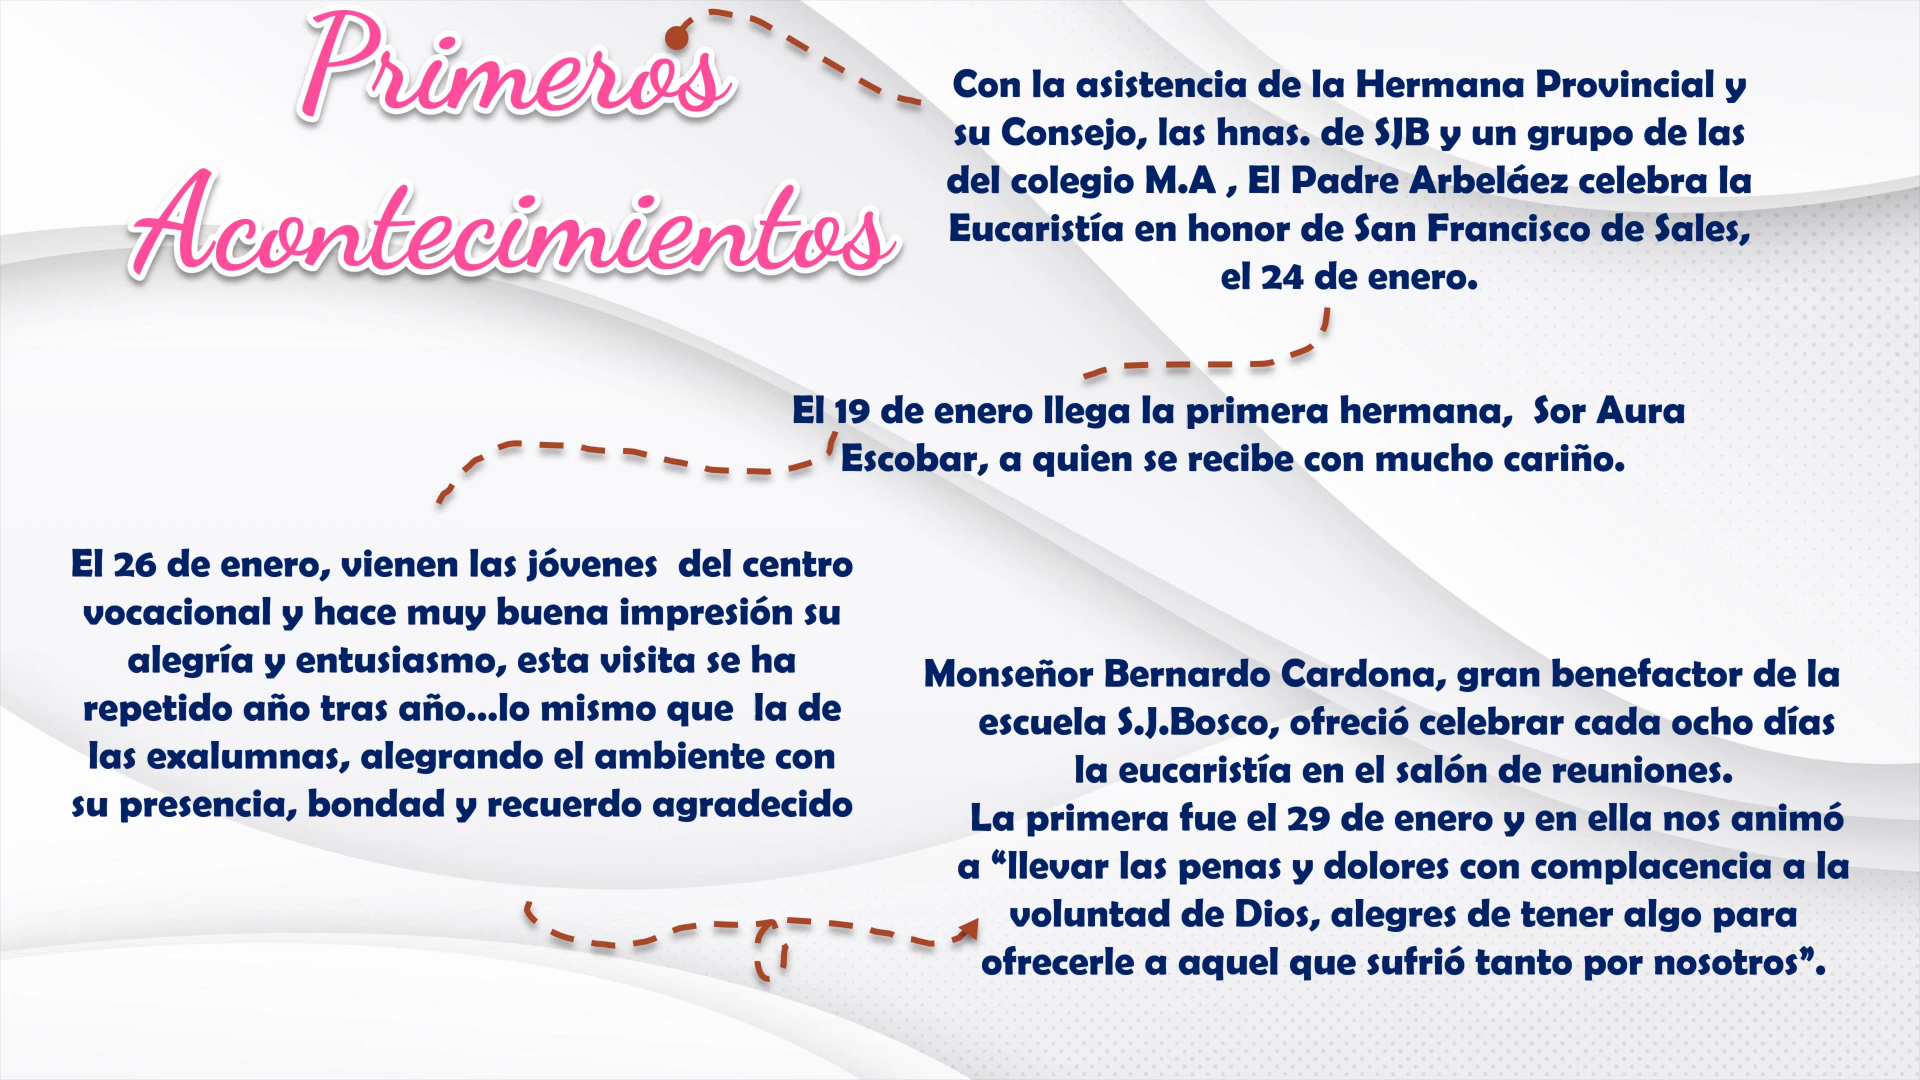 Primeros
Acontecimientos
Con la asistencia de la Hermana Provincial y
su Consejo, las hnas. de SJB y un grupo de las
del colegio M.A , El Padre Arbeláez celebra la
Eucaristía en honor de San Francisco de Sales,
el 24 de enero.
El 19 de enero llega la primera hermana, Sor Aura
Escobar, a quien se recibe con mucho cariño.
El 26 de enero, vienen las jóvenes del centro
vocacional y hace muy buena impresión su
alegría y entusiasmo, esta visita se ha
repetido año tras año...lo mismo que la de
las exalumnas, alegrando el ambiente con
su presencia, bondad y recuerdo agradecido
Monseñor Bernardo Cardona, gran benefactor de la
escuela S.J.Bosco, ofreció celebrar cada ocho días
la eucaristía en el salón de reuniones.
La primera fue el 29 de enero y en ella nos animó
a “llevar las penas y dolores con complacencia a la
voluntad de Dios, alegres de tener algo para
ofrecerle a aquel que sufrió tanto por nosotros”.